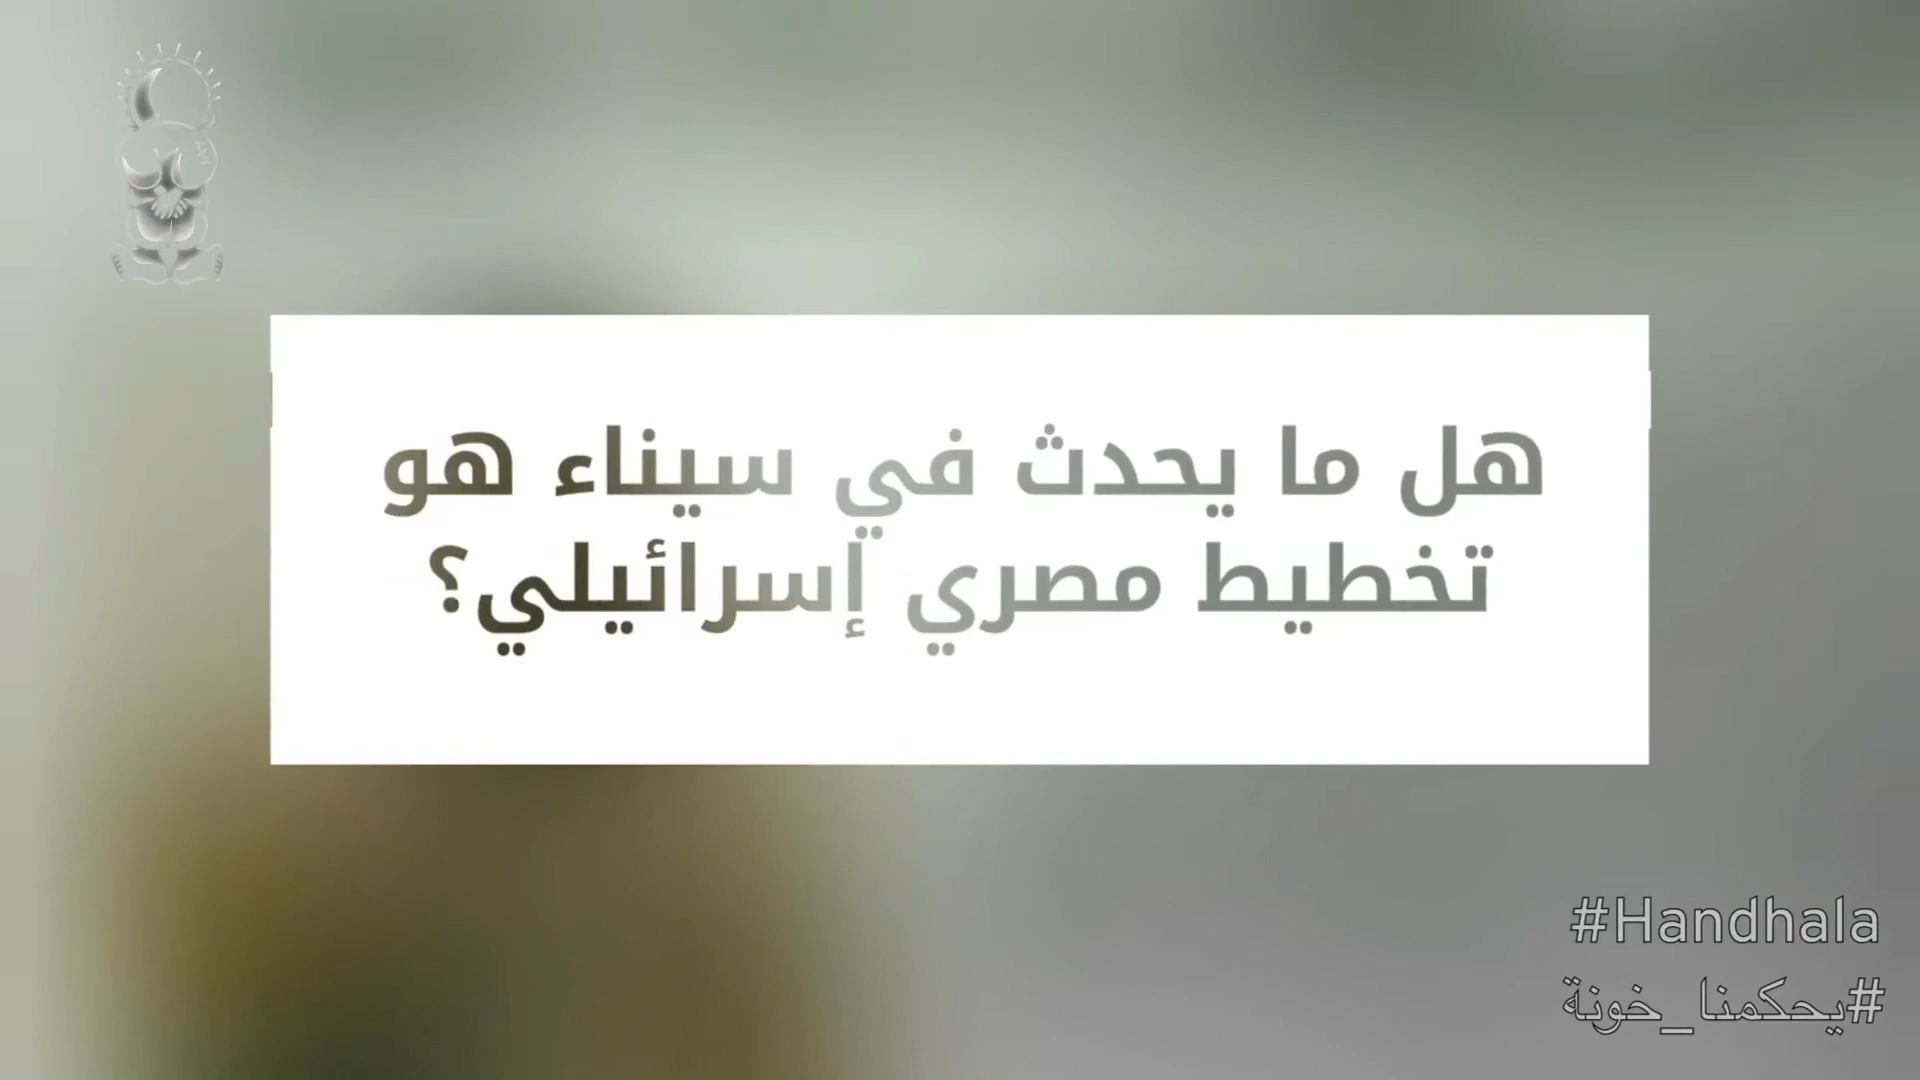 هل ما يحدث في سيناء هو
تخطيط مصري إسرائيلي؟
#Handhala
#يحكمنا_خونة